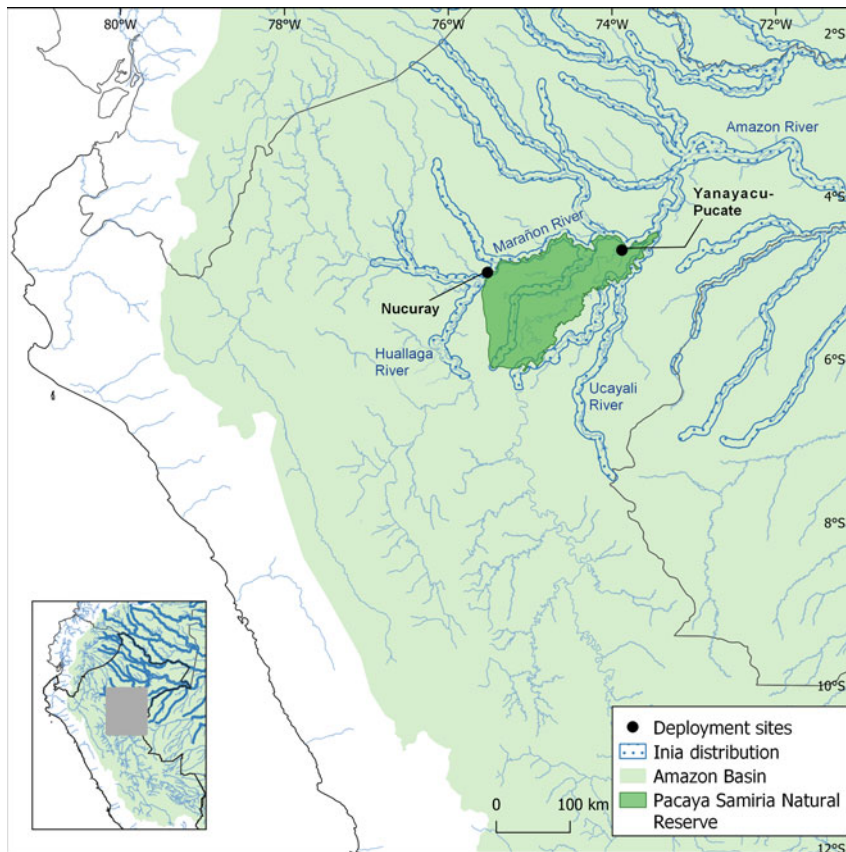 80°W
78°W
76°W
74°W
72°W
2°S
Amazon River
4°S
Yanayacu-
Pucate
Marañon River
Nucuray
Huallaga
River
6°S
Ucayali
River
8°S
10°S
Deployment sites
Inia distribution
Amazon Basin
Pacaya Samiria Natural
Reserve
0 100 km
12°S